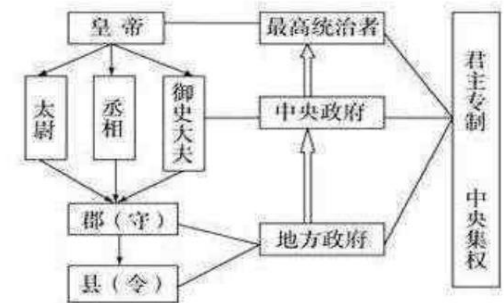 皇帝
最高统治者
太尉
丞相
御史大夫
中央政府
君主专制 中央集权
郡（守）
地方政府
县（令）